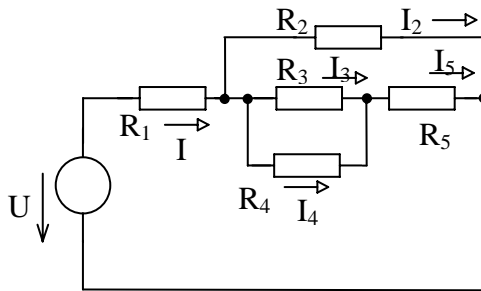 R₂ I₂
R₃ I₃ I₅
R₁ I R₅
U R₄ I₄